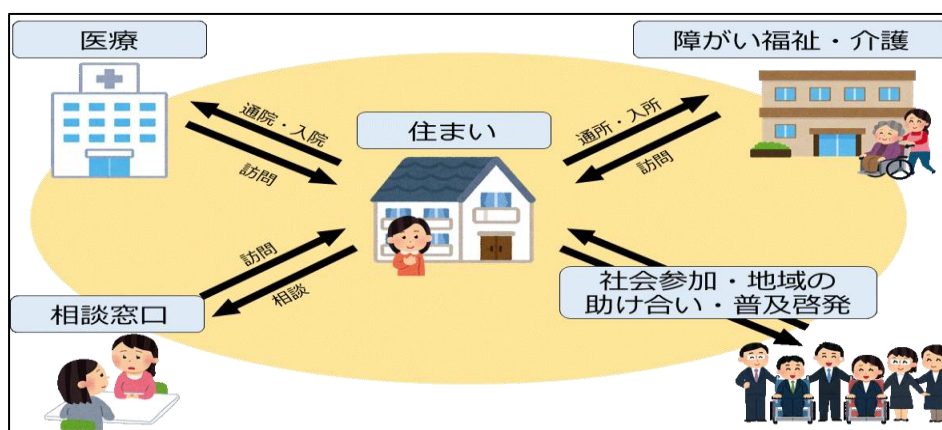 医療
障がい福祉・介護
通院・入院
訪問
住まい
通所・入所
訪問
訪問
相談
相談窓口
社会参加・地域の
助け合い・普及啓発